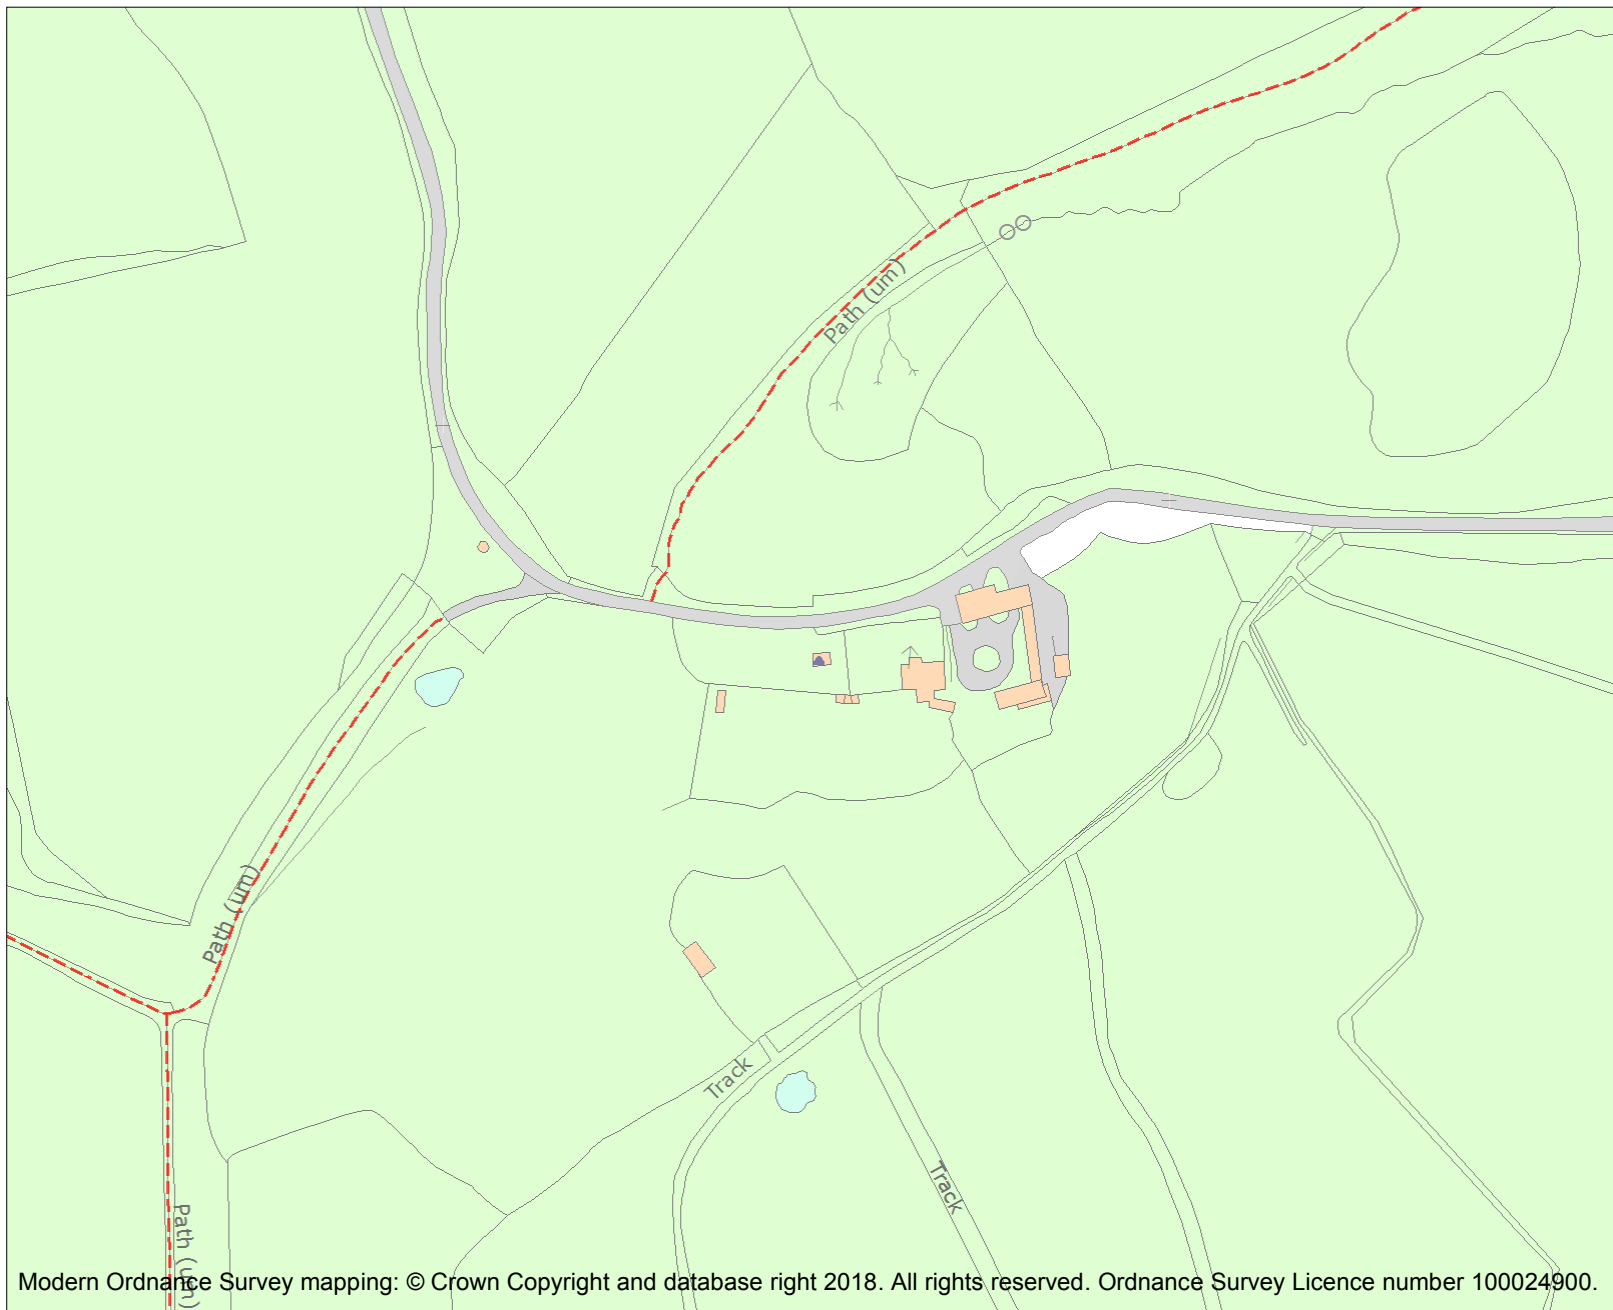 Path (um)
Path (um)
Track
Track
Path (um)
Modern Ordnance Survey mapping: © Crown Copyright and database right 2018. All rights reserved. Ordnance Survey Licence number 100024900.